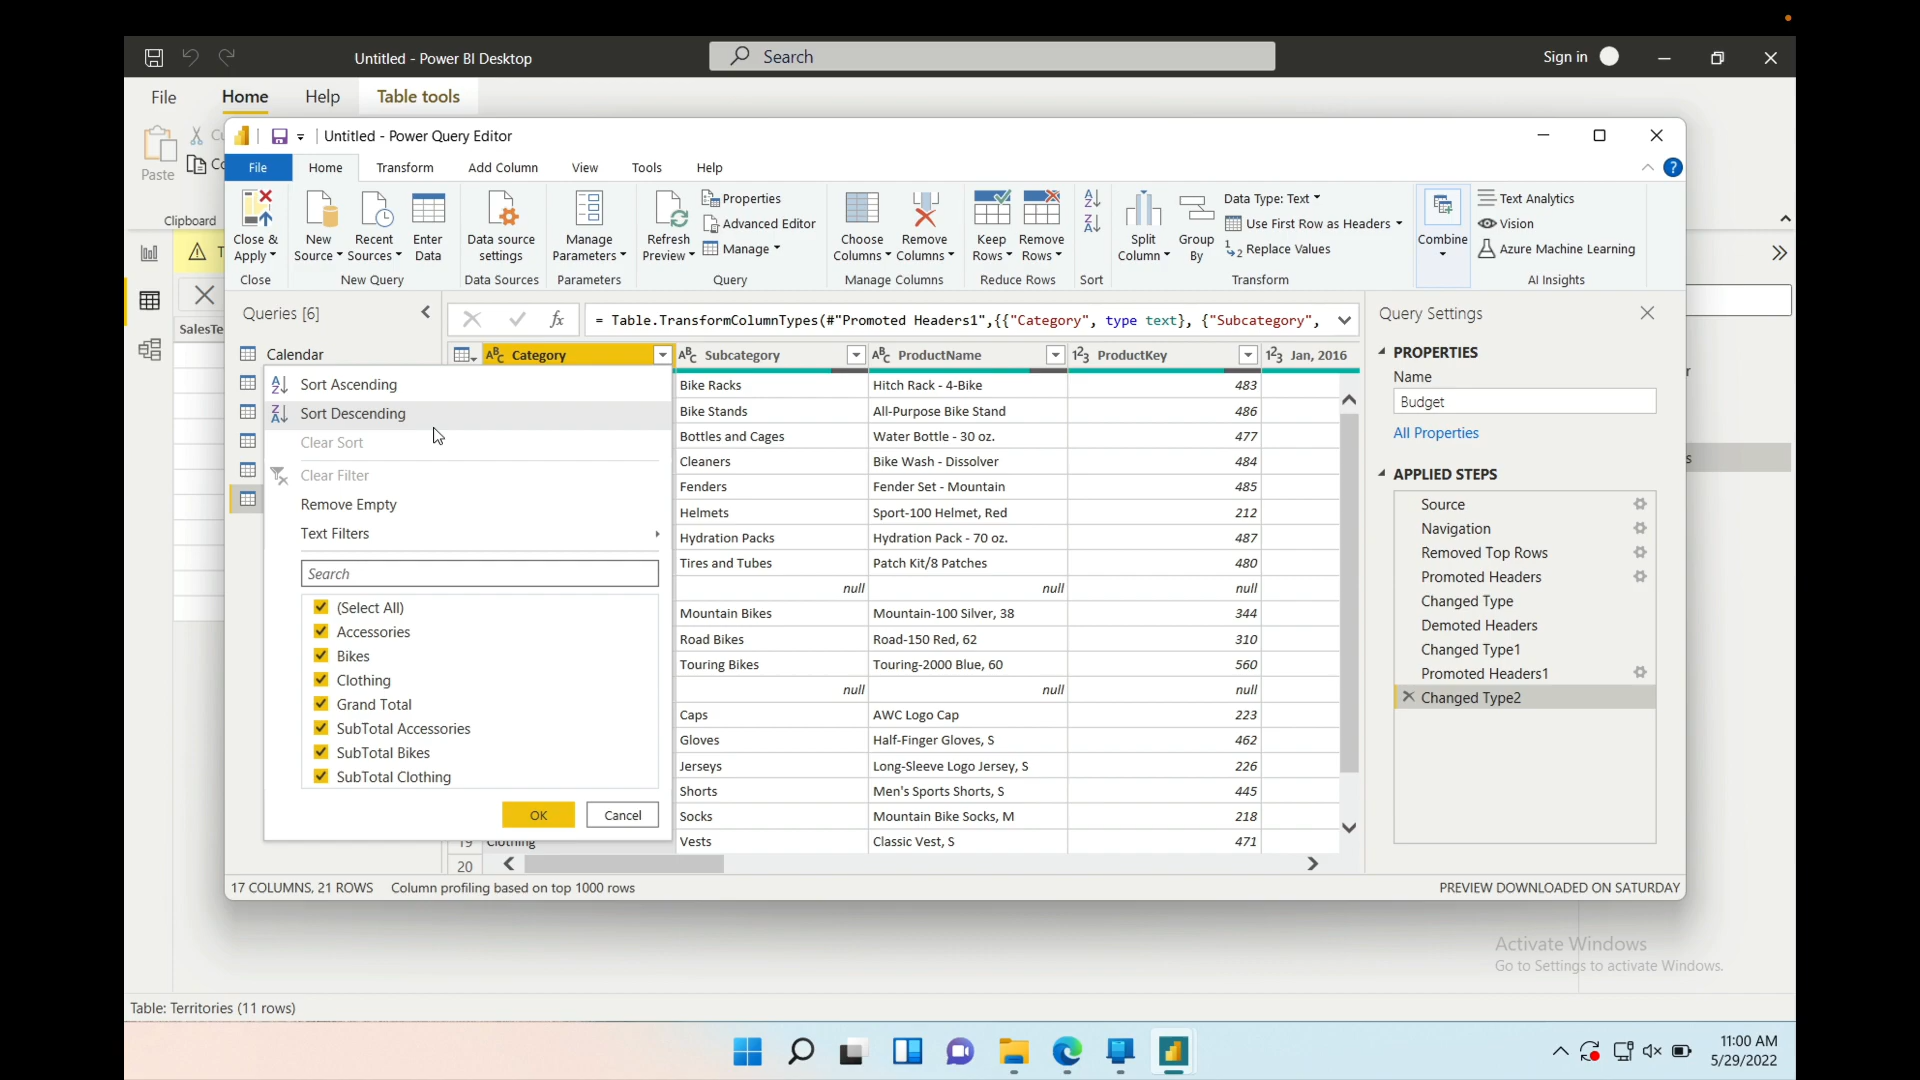 Untitled - Power BI Desktop
Search
Sign in
File
Home
Help
Table tools
Untitled - Power Query Editor
Paste
Clipboard
File
Home
Transform
Add Column
View
Tools
Help
Close &
Apply
Close
New
Source
Recent
Sources
Enter
Data
New Query
Data source
settings
Data Sources
Manage
Parameters
Parameters
Refresh
Preview
Properties
Advanced Editor
Manage
Query
Choose
Columns
Remove
Columns
Manage Columns
Keep
Rows
Remove
Rows
Reduce Rows
Sort
Split
Column
Group
By
Data Type: Text
Use First Row as Headers
Replace Values
Transform
Combine
Text Analytics
Vision
Azure Machine Learning
AI Insights
SalesTe
Queries [6]
Calendar
= Table.TransformColumnTypes(#"Promoted Headers1",{{"Category", type text}, {"Subcategory",
Category
Subcategory
ProductName
ProductKey
Jan, 2016
Sort Ascending
Sort Descending
Clear Sort
Clear Filter
Remove Empty
Text Filters
Search
(Select All)
Accessories
Bikes
Clothing
Grand Total
SubTotal Accessories
SubTotal Bikes
SubTotal Clothing
OK
Cancel
Bike Racks Hitch Rack - 4-Bike 483
Bike Stands All-Purpose Bike Stand 486
Bottles and Cages Water Bottle - 30 oz. 477
Cleaners Bike Wash - Dissolver 484
Fenders Fender Set - Mountain 485
Helmets Sport-100 Helmet, Red 212
Hydration Packs Hydration Pack - 70 oz. 487
Tires and Tubes Patch Kit/8 Patches 480
null null null
Mountain Bikes Mountain-100 Silver, 38 344
Road Bikes Road-150 Red, 62 310
Touring Bikes Touring-2000 Blue, 60 560
null null null
Caps AWC Logo Cap 223
Gloves Half-Finger Gloves, S 462
Jerseys Long-Sleeve Logo Jersey, S 226
Shorts Men's Sports Shorts, S 445
Socks Mountain Bike Socks, M 218
19 Clothing Vests Classic Vest, S 471
20
Query Settings
PROPERTIES
Name
Budget
All Properties
APPLIED STEPS
Source
Navigation
Removed Top Rows
Promoted Headers
Changed Type
Demoted Headers
Changed Type1
Promoted Headers1
Changed Type2
17 COLUMNS, 21 ROWS
Column profiling based on top 1000 rows
PREVIEW DOWNLOADED ON SATURDAY
Activate Windows
Go to Settings to activate Windows.
Table: Territories (11 rows)
11:00 AM
5/29/2022